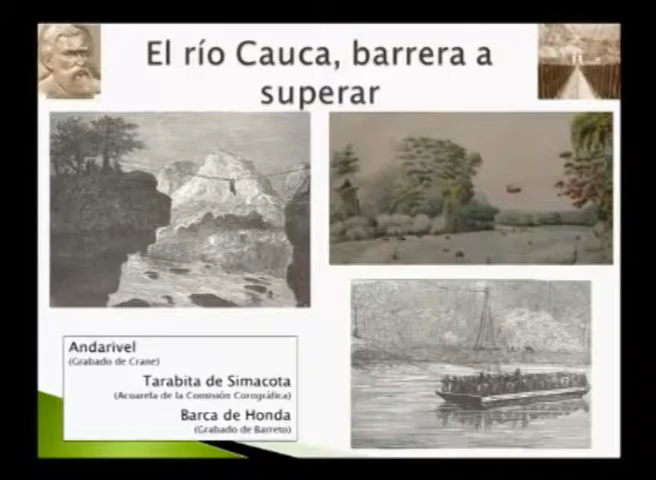 El río Cauca, barrera a
superar
Andarivel
(Grabado de Crane)
Tarabita de Simacota
(Acuarela de la Comisión Corográfica)
Barca de Honda
(Grabado de Barreto)